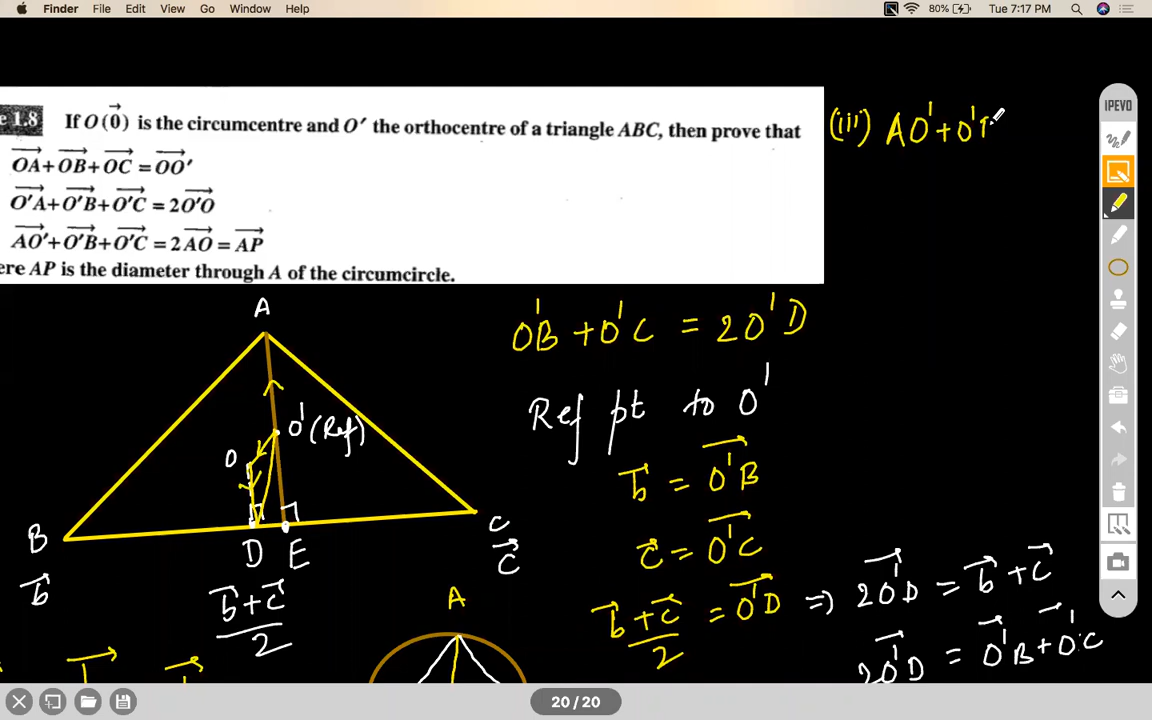 Finder File Edit View Go Window Help 80% Tue 7:17 PM
e 1.8 If O(0⃗) is the circumcentre and O′ the orthocentre of a triangle ABC, then prove that
OA+OB+OC=OO′
O′A+O′B+O′C=2O′O
AO′+O′B+O′C=2AO=AP
ere AP is the diameter through A of the circumcircle.
(iii) AO'+O'
IPEVO
A
O'(Ref)
O
B
b
D
E
C
c
b+c/2
O'B+O'C = 2O'D
Ref pt to O'
b = O'B
c = O'C
b+c/2 = O'D ⇒ 2O'D = b+c
2O'D = O'B+O'C
A
20/20